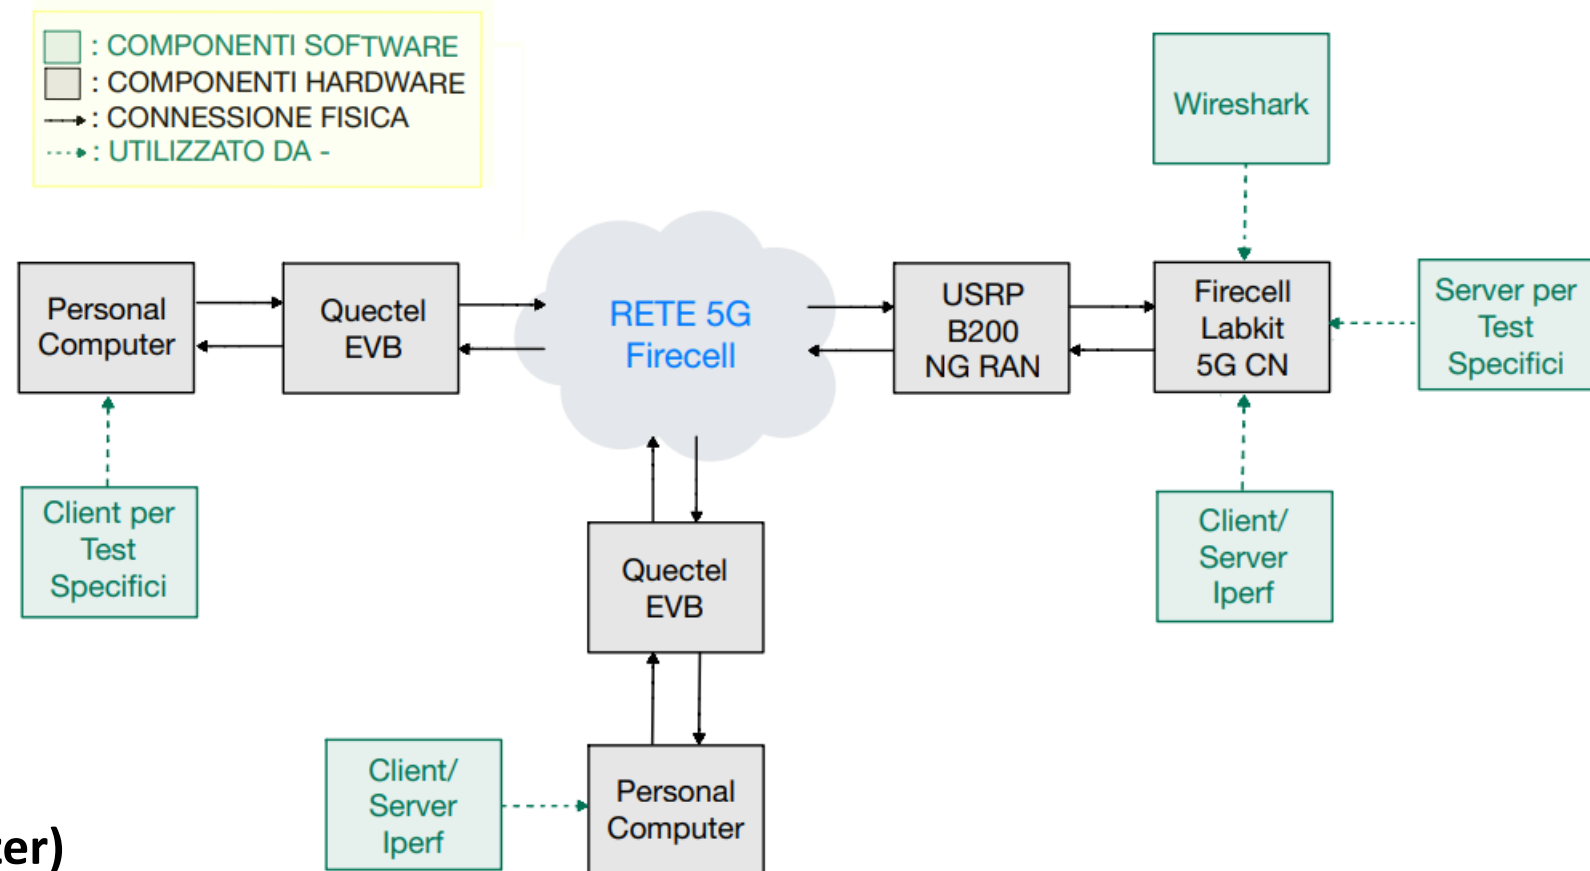 : COMPONENTI SOFTWARE
: COMPONENTI HARDWARE
: CONNESSIONE FISICA
: UTILIZZATO DA -
Wireshark
Personal
Computer
Quectel
EVB
RETE 5G
Firecell
USRP
B200
NG RAN
Firecell
Labkit
5G CN
Server per
Test
Specifici
Client per
Test
Specifici
Quectel
EVB
Client/
Server
Iperf
Client/
Server
Iperf
Personal
Computer